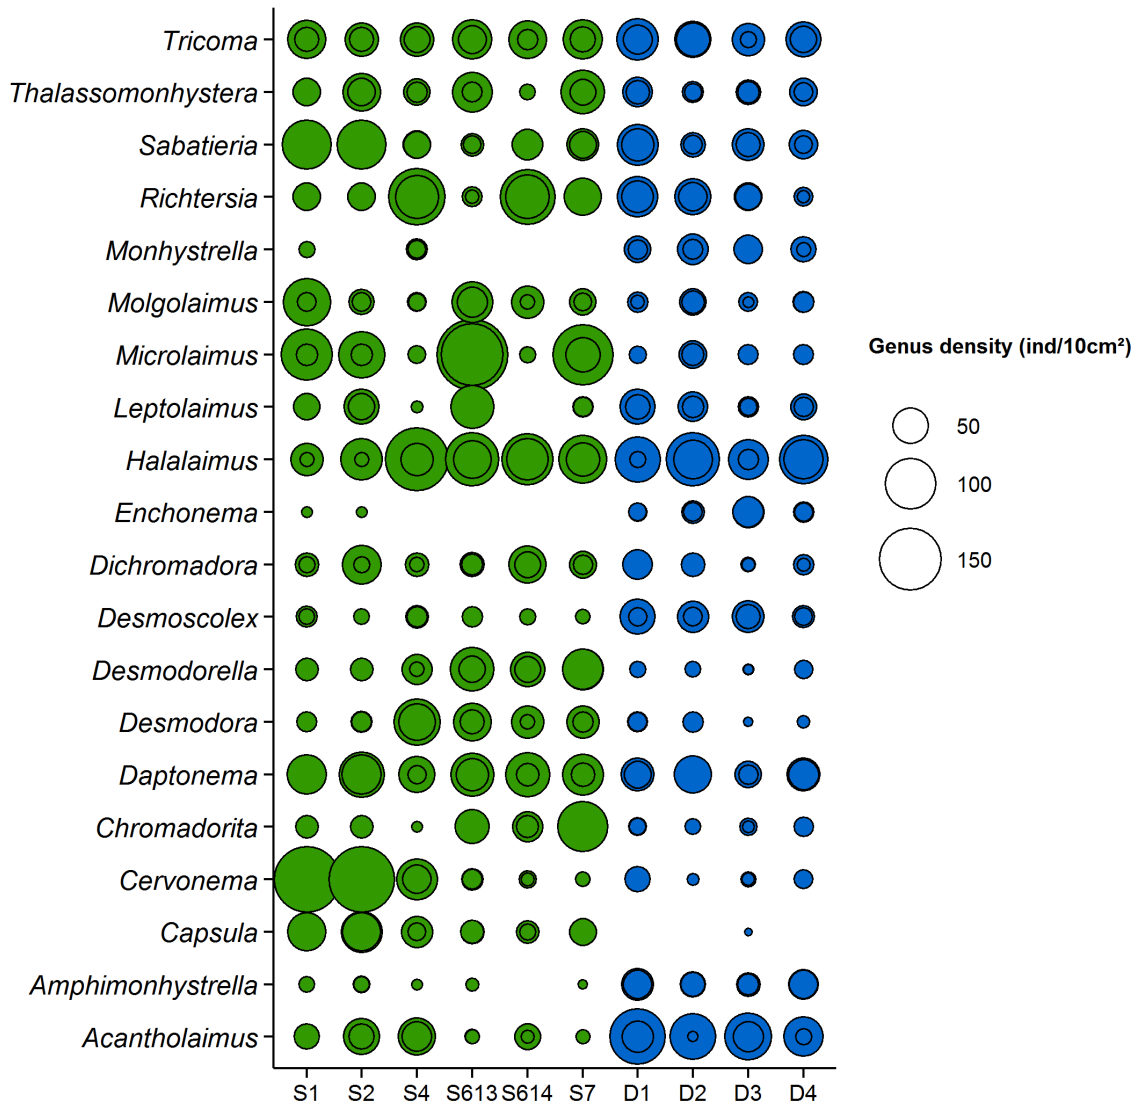 Tricoma
Thalassomonhystera
Sabatieria
Richtersia
Monhystrella
Molgolaimus
Microlaimus
Leptolaimus
Halalaimus
Enchonema
Dichromadora
Desmoscolex
Desmodorella
Desmodora
Daptonema
Chromadorita
Cervonema
Capsula
Amphimonhystrella
Acantholaimus
S1 S2 S4 S613 S614 S7 D1 D2 D3 D4
Genus density (ind/10cm²)
50
100
150